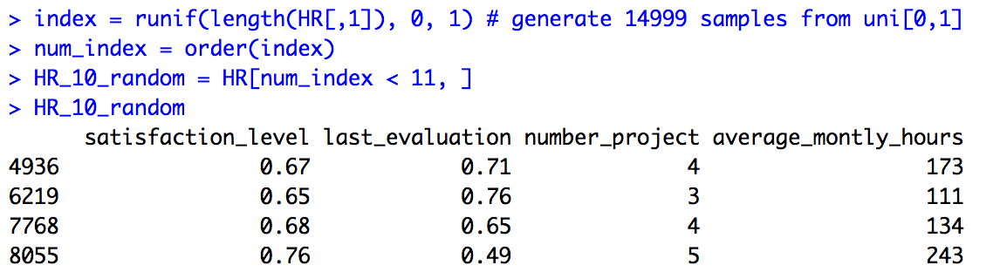 > index = runif(length(HR[,1]), 0, 1) # generate 14999 samples from uni[0,1]
> num_index = order(index)
> HR_10_random = HR[num_index < 11, ]
> HR_10_random
satisfaction_level last_evaluation number_project average_montly_hours
4936 0.67 0.71 4 173
6219 0.65 0.76 3 111
7768 0.68 0.65 4 134
8055 0.76 0.49 5 243